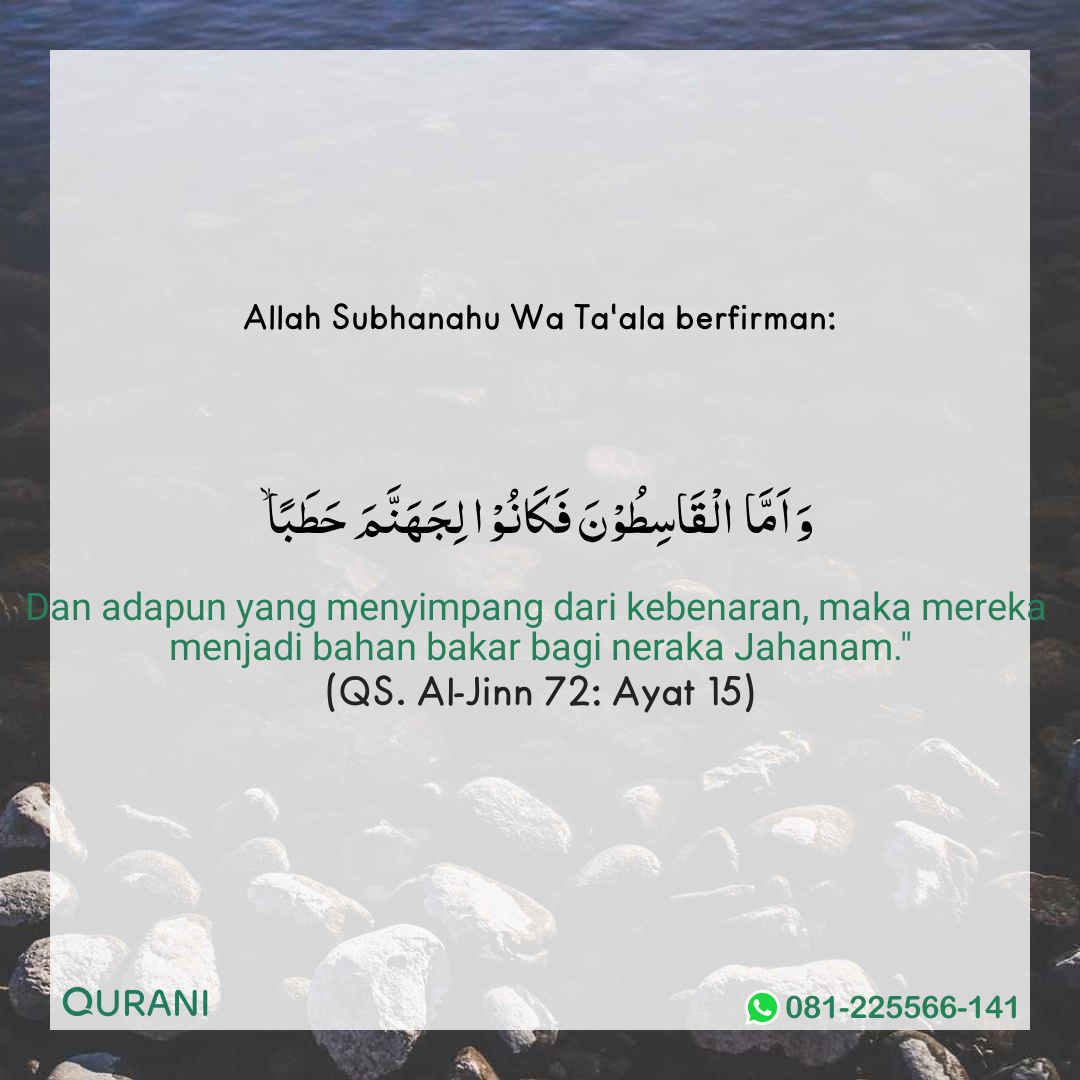 Allah Subhanahu Wa Ta'ala berfirman:
وَاَمَّا الْقَاسِطُوْنَ فَكَانُوْا لِجَهَنَّمَ حَطَبًاۙ
Dan adapun yang menyimpang dari kebenaran, maka mereka
menjadi bahan bakar bagi neraka Jahanam."
(QS. Al-Jinn 72: Ayat 15)
QURANI
081-225566-141